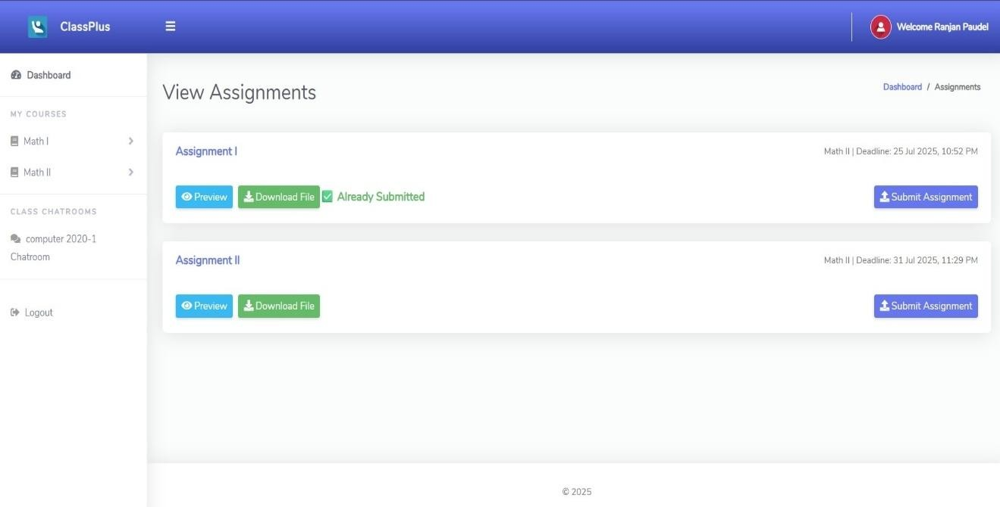 ClassPlus
Welcome Ranjan Paudel
Dashboard
MY COURSES
Math I
Math II
CLASS CHATROOMS
computer 2020-1
Chatroom
Logout
View Assignments
Dashboard / Assignments
Assignment I
Math II | Deadline: 25 Jul 2025, 10:52 PM
Preview Download File Already Submitted Submit Assignment
Assignment II
Math II | Deadline: 31 Jul 2025, 11:29 PM
Preview Download File Submit Assignment
© 2025